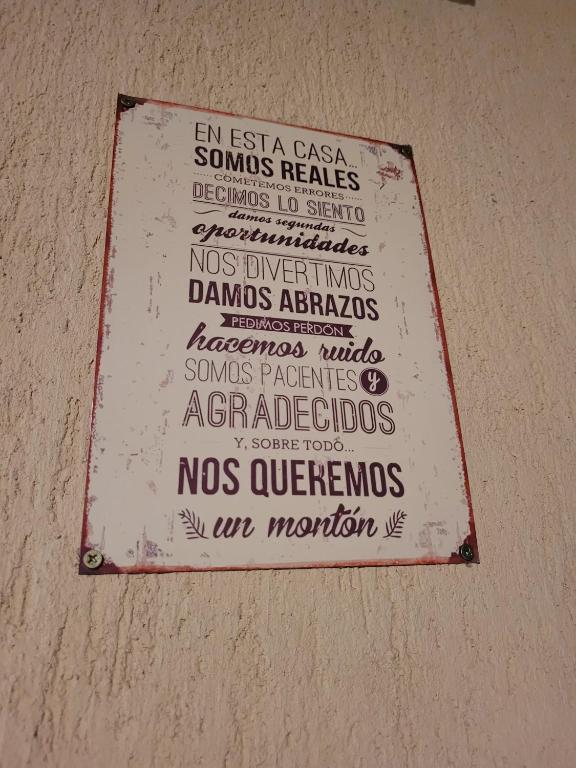 EN ESTA CASA...
SOMOS REALES
COMETEMOS ERRORES
DECIMOS LO SIENTO
damos segundas
oportunidades
NOS DIVERTIMOS
DAMOS ABRAZOS
PEDIMOS PERDÓN
hacemos ruido
SOMOS PACIENTES y
AGRADECIDOS
Y, SOBRE TODO...
NOS QUEREMOS
un montón